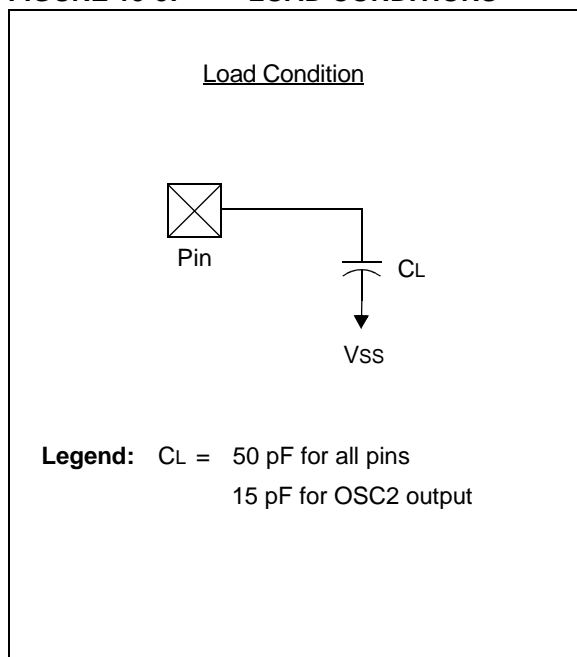 Load Condition
Pin
CL
VSS
Legend: CL = 50 pF for all pins
15 pF for OSC2 output